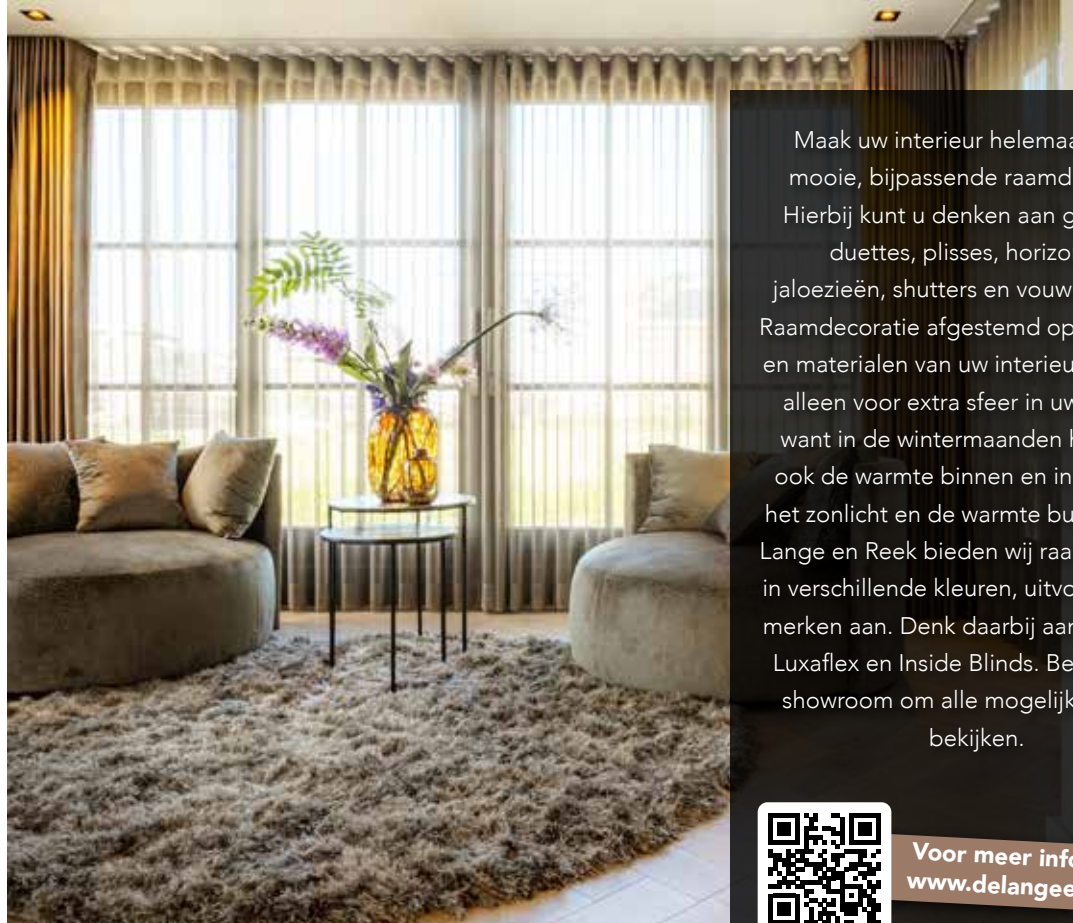 Maak uw interieur helemaa
mooie, bijpassende raamd
Hierbij kunt u denken aan g
duettes, plisses, horizo
jaloezieën, shutters en vouw
Raamdecoratie afgestemd op
en materialen van uw interieu
alleen voor extra sfeer in uw
want in de wintermaanden h
ook de warmte binnen en in
het zonlicht en de warmte bu
Lange en Reek bieden wij raa
in verschillende kleuren, uitvo
merken aan. Denk daarbij aan
Luxaflex en Inside Blinds. Be
showroom om alle mogelijk
bekijken.
Voor meer info
www.delangee